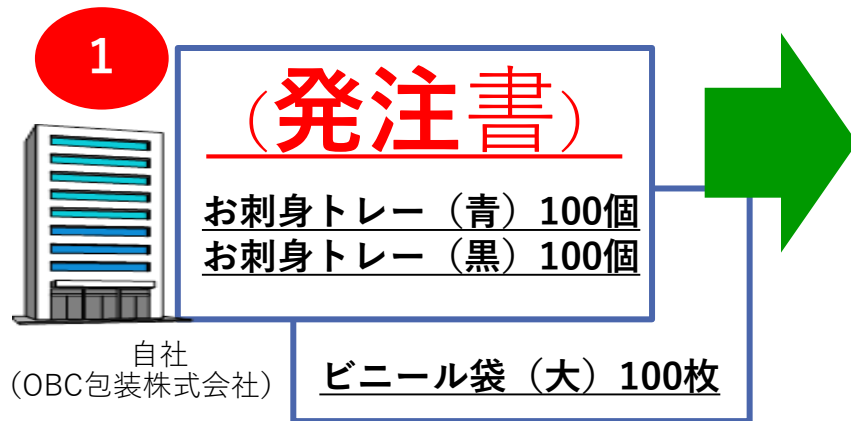 1
（発注書）
お刺身トレー（青）100個
お刺身トレー（黒）100個
自社
（OBC包装株式会社）
ビニール袋（大）100枚